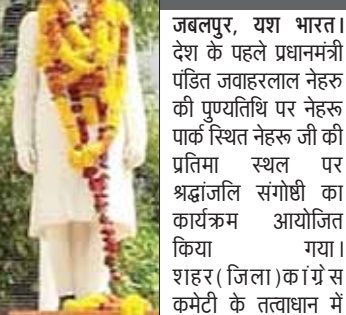 जबलपुर, यश भारत।
देश के पहले प्रधानमंत्री
पंडित जवाहरलाल नेहरु
की पुण्यतिथि पर नेहरू
पार्क स्थित नेहरू जी की
प्रतिमा स्थल पर
श्रद्धांजलि संगोष्ठी का
कार्यक्रम आयोजित
किया गया।
शहर(जिला)कांग्रेस
कमेटी के तत्वाधान में